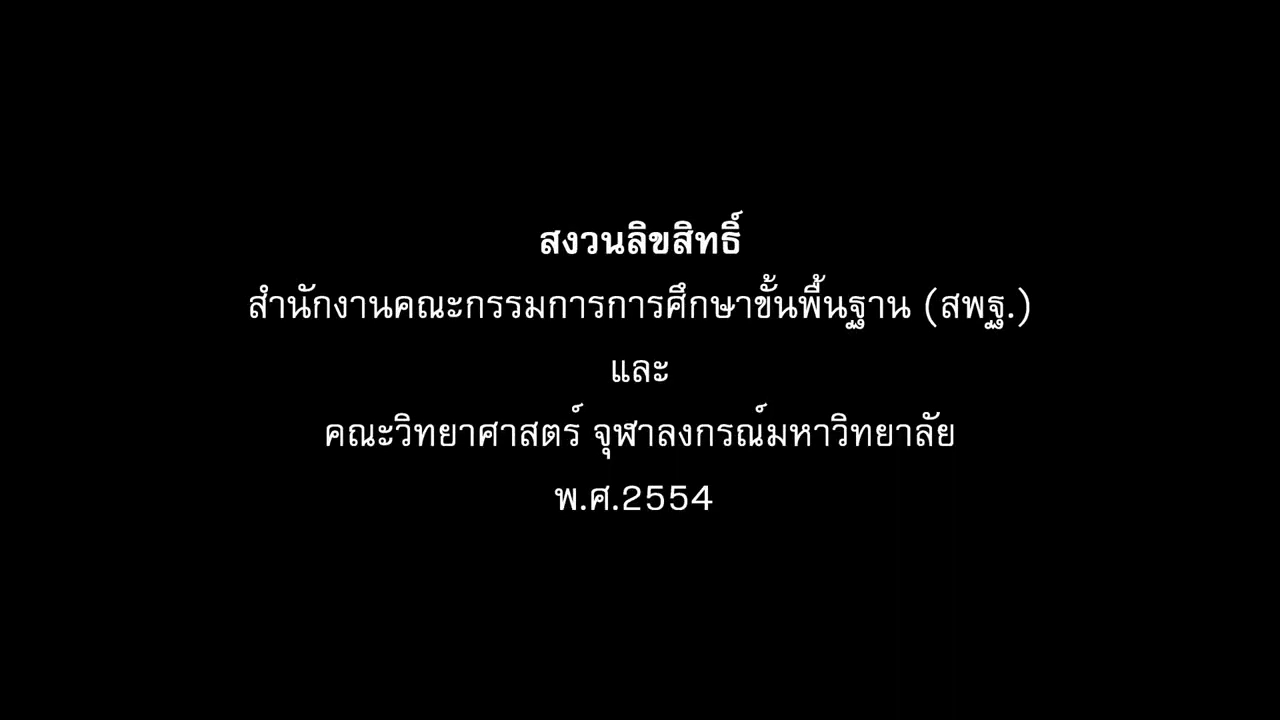 สงวนลิขสิทธิ์
สำนักงานคณะกรรมการการศึกษาขั้นพื้นฐาน (สพฐ.)
และ
คณะวิทยาศาสตร์ จุฬาลงกรณ์มหาวิทยาลัย
พ.ศ.2554